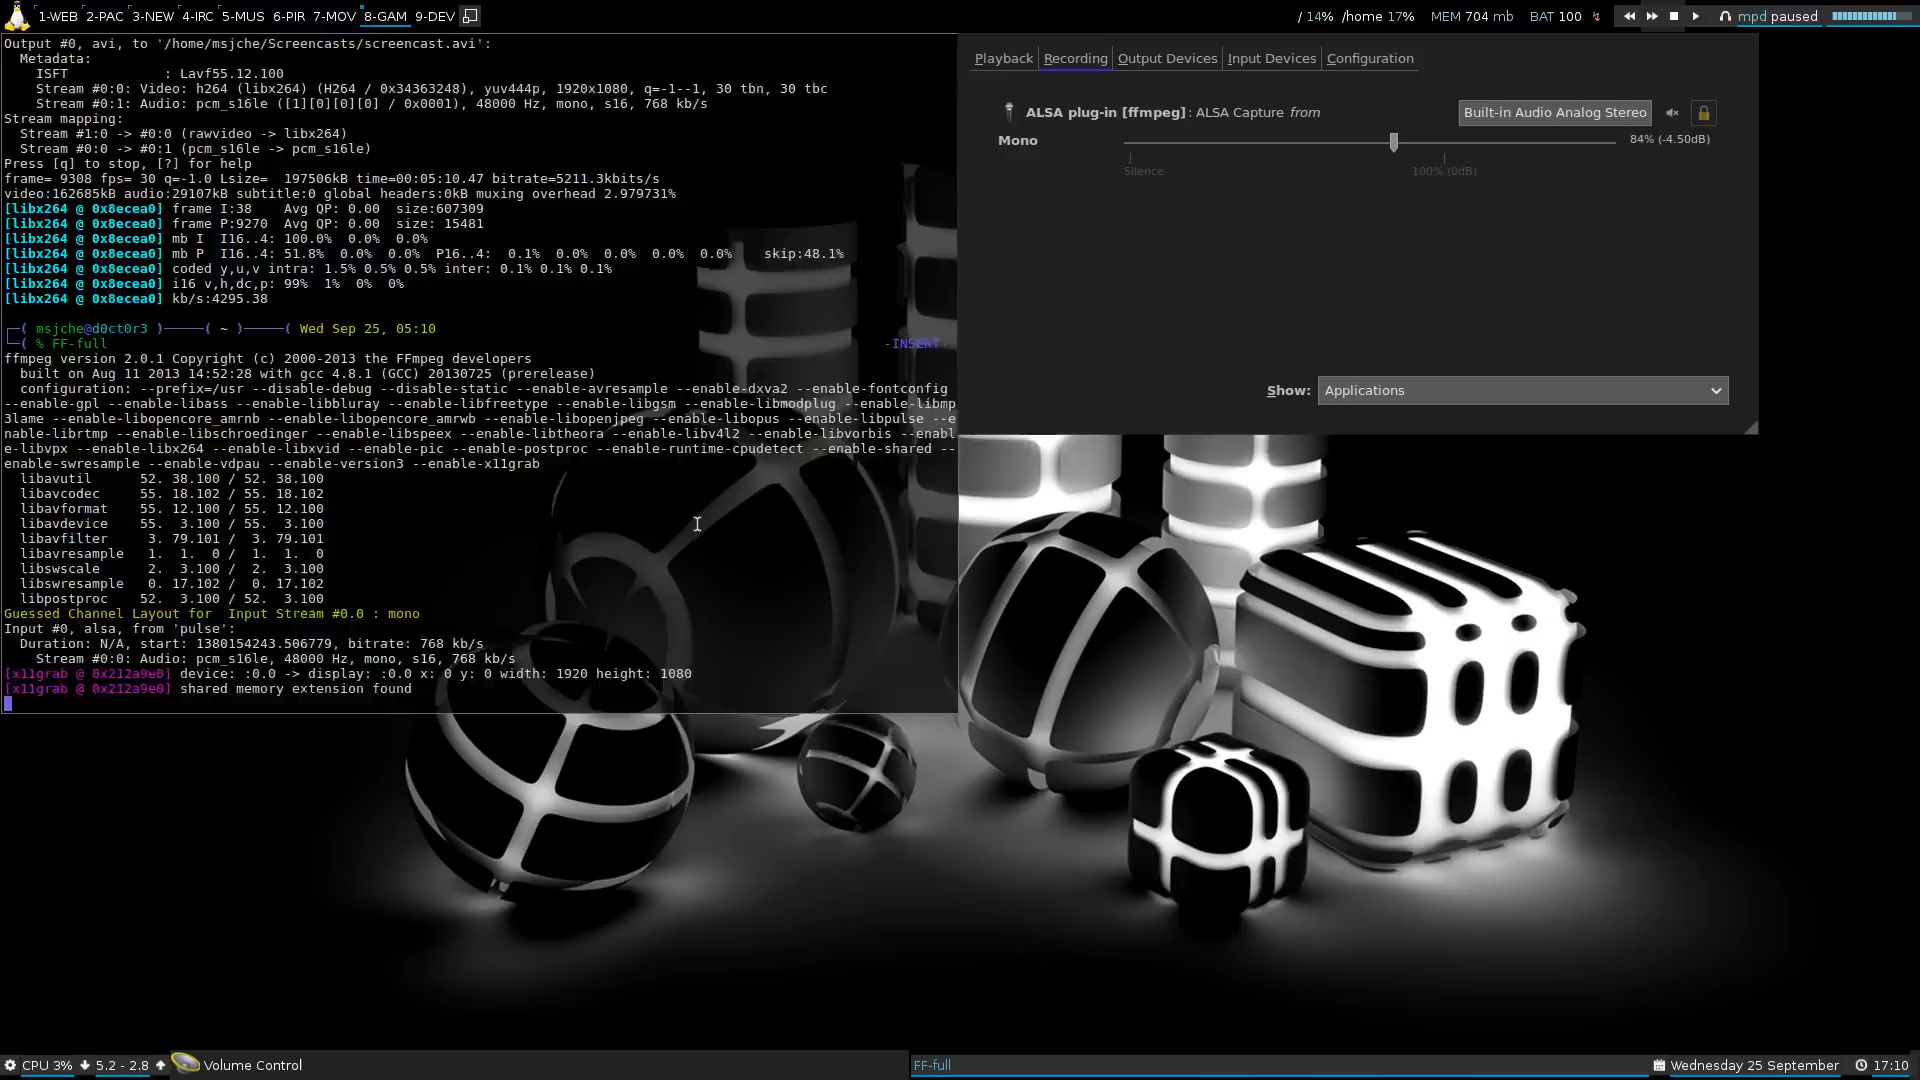 1-WEB 2-PAC 3-NEW 4-IRC 5-MUS 6-PIR 7-MOV 8-GAM 9-DEV
/ 14% /home 17% MEM 704 mb BAT 100 mpd paused
Output #0, avi, to '/home/msjche/Screencasts/screencast.avi':
Metadata:
ISFT : Lavf55.12.100
Stream #0:0: Video: h264 (libx264) (H264 / 0x34363248), yuv444p, 1920x1080, q=-1--1, 30 tbn, 30 tbc
Stream #0:1: Audio: pcm_s16le ([1][0][0][0] / 0x0001), 48000 Hz, mono, s16, 768 kb/s
Stream mapping:
Stream #1:0 -> #0:0 (rawvideo -> libx264)
Stream #0:0 -> #0:1 (pcm_s16le -> pcm_s16le)
Press [q] to stop, [?] for help
frame= 9308 fps= 30 q=-1.0 Lsize= 197506kB time=00:05:10.47 bitrate=5211.3kbits/s
video:162685kB audio:29107kB subtitle:0 global headers:0kB muxing overhead 2.979731%
[libx264 @ 0x8ecea0] frame I:38 Avg QP: 0.00 size:607309
[libx264 @ 0x8ecea0] frame P:9270 Avg QP: 0.00 size: 15481
[libx264 @ 0x8ecea0] mb I I16..4: 100.0% 0.0% 0.0%
[libx264 @ 0x8ecea0] mb P I16..4: 51.8% 0.0% 0.0% P16..4: 0.1% 0.0% 0.0% 0.0% 0.0% skip:48.1%
[libx264 @ 0x8ecea0] coded y,u,v intra: 1.5% 0.5% 0.5% inter: 0.1% 0.1% 0.1%
[libx264 @ 0x8ecea0] i16 v,h,dc,p: 99% 1% 0% 0%
[libx264 @ 0x8ecea0] kb/s:4295.38
┌─( msjche@d0ct0r3 )─────( ~ )─────( Wed Sep 25, 05:10
└─( % FF-full -INSERT-
ffmpeg version 2.0.1 Copyright (c) 2000-2013 the FFmpeg developers
built on Aug 11 2013 14:52:28 with gcc 4.8.1 (GCC) 20130725 (prerelease)
configuration: --prefix=/usr --disable-debug --disable-static --enable-avresample --enable-dxva2 --enable-fontconfig
--enable-gpl --enable-libass --enable-libbluray --enable-libfreetype --enable-libgsm --enable-libmodplug --enable-libmp
3lame --enable-libopencore_amrnb --enable-libopencore_amrwb --enable-libopenjpeg --enable-libopus --enable-libpulse --e
nable-librtmp --enable-libschroedinger --enable-libspeex --enable-libtheora --enable-libv4l2 --enable-libvorbis --enabl
e-libvpx --enable-libx264 --enable-libxvid --enable-pic --enable-postproc --enable-runtime-cpudetect --enable-shared --
enable-swresample --enable-vdpau --enable-version3 --enable-x11grab
libavutil 52. 38.100 / 52. 38.100
libavcodec 55. 18.102 / 55. 18.102
libavformat 55. 12.100 / 55. 12.100
libavdevice 55. 3.100 / 55. 3.100
libavfilter 3. 79.101 / 3. 79.101
libavresample 1. 1. 0 / 1. 1. 0
libswscale 2. 3.100 / 2. 3.100
libswresample 0. 17.102 / 0. 17.102
libpostproc 52. 3.100 / 52. 3.100
Guessed Channel Layout for Input Stream #0.0 : mono
Input #0, alsa, from 'pulse':
Duration: N/A, start: 1380154243.506779, bitrate: 768 kb/s
Stream #0:0: Audio: pcm_s16le, 48000 Hz, mono, s16, 768 kb/s
[x11grab @ 0x212a9e0] device: :0.0 -> display: :0.0 x: 0 y: 0 width: 1920 height: 1080
[x11grab @ 0x212a9e0] shared memory extension found
Playback Recording Output Devices Input Devices Configuration
ALSA plug-in [ffmpeg]: ALSA Capture from Built-in Audio Analog Stereo
Mono 84% (-4.50dB)
Silence 100% (0dB)
Show: Applications
CPU 3% 5.2 - 2.8 Volume Control FF-full Wednesday 25 September 17:10